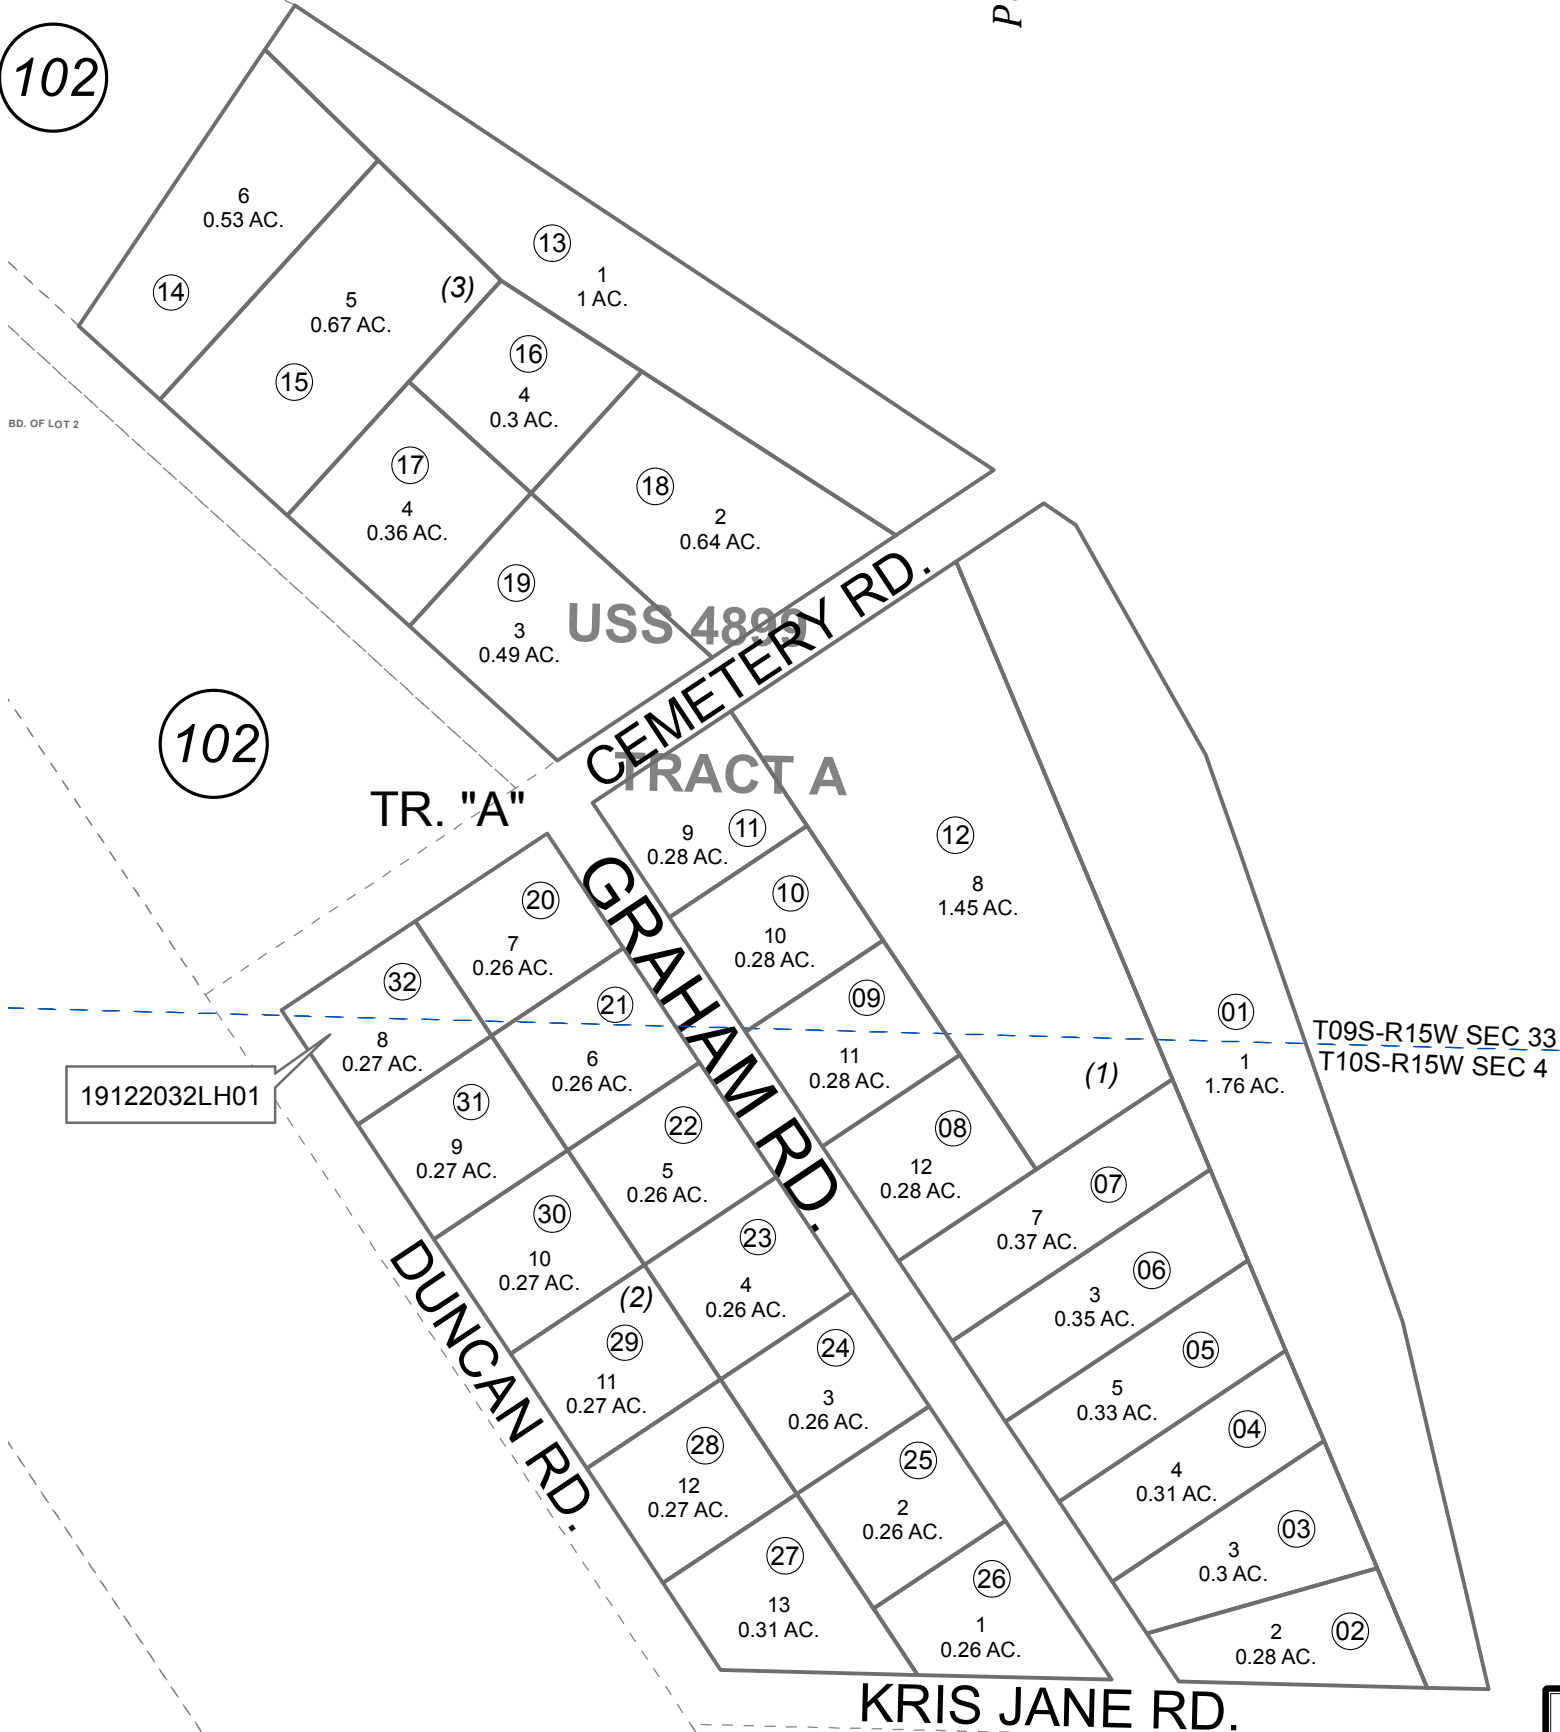 102
6
0.53 AC.
14
13
1
1 AC.
(3)
5
0.67 AC.
15
16
4
0.3 AC.
BD. OF LOT 2
17
4
0.36 AC.
18
2
0.64 AC.
19
3
0.49 AC.
USS 4899
CEMETERY RD.
102
TRACT A
TR. "A"
9
0.28 AC.
11
12
8
1.45 AC.
GRAHAM RD.
20
7
0.26 AC.
10
10
0.28 AC.
32
8
0.27 AC.
21
6
0.26 AC.
09
11
0.28 AC.
01
1
1.76 AC.
T09S-R15W SEC 33
T10S-R15W SEC 4
(1)
19122032LH01
31
9
0.27 AC.
22
5
0.26 AC.
08
12
0.28 AC.
07
7
0.37 AC.
30
10
0.27 AC.
23
4
0.26 AC.
06
3
0.35 AC.
(2)
DUNCAN RD.
29
11
0.27 AC.
24
3
0.26 AC.
05
5
0.33 AC.
28
12
0.27 AC.
25
2
0.26 AC.
04
4
0.31 AC.
27
13
0.31 AC.
26
1
0.26 AC.
03
3
0.3 AC.
02
2
0.28 AC.
KRIS JANE RD.